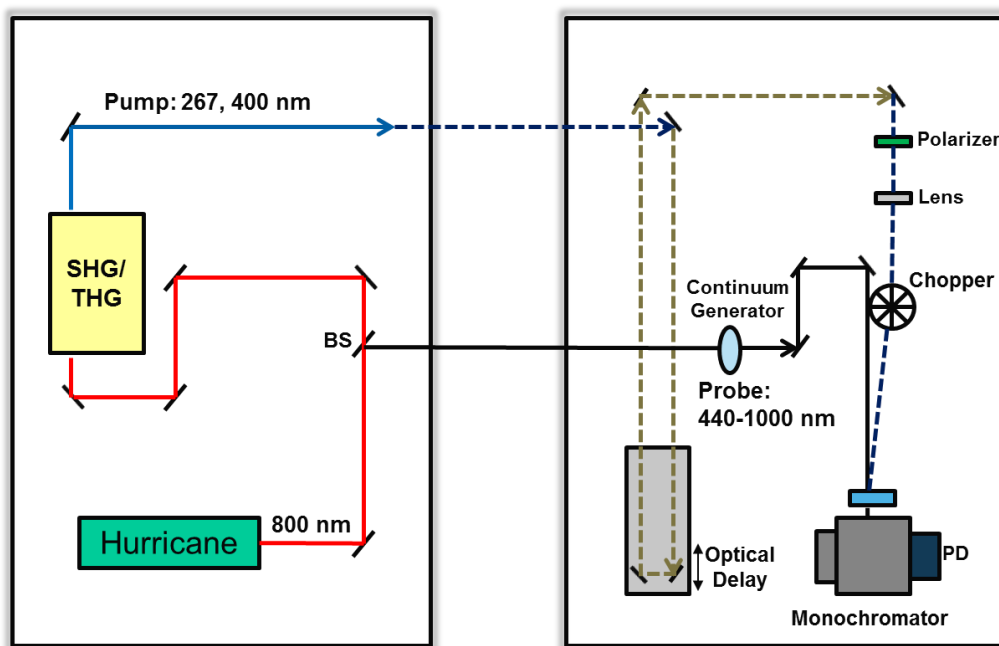 Pump: 267, 400 nm
SHG/
THG
BS
800 nm
Hurricane
Polarizer
Lens
Chopper
Continuum
Generator
Probe:
440-1000 nm
Optical
Delay
PD
Monochromator